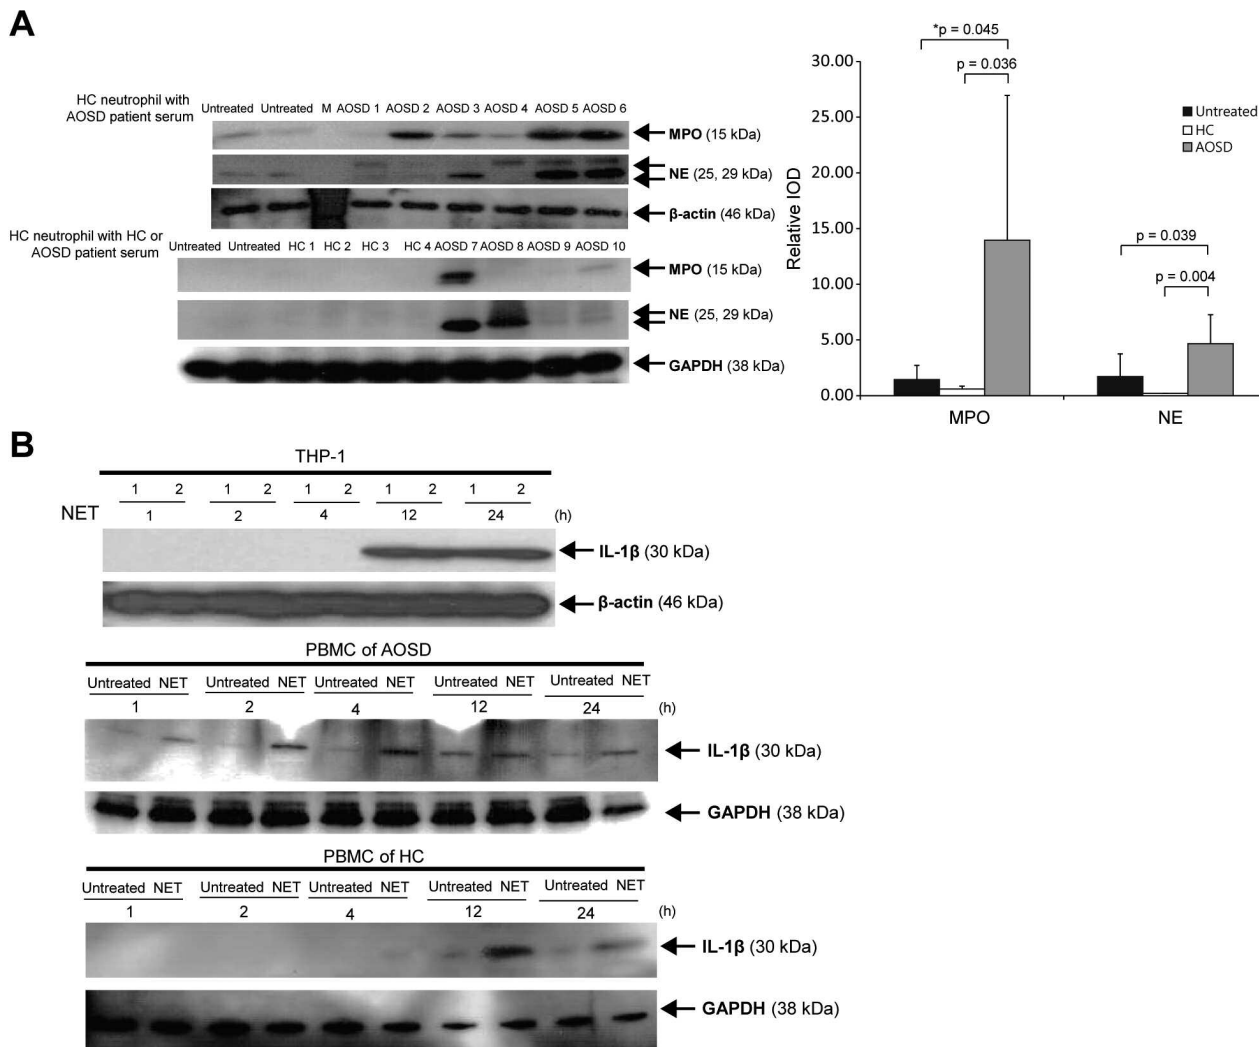 A
HC neutrophil with
AOSD patient serum
Untreated Untreated M AOSD 1 AOSD 2 AOSD 3 AOSD 4 AOSD 5 AOSD 6
MPO (15 kDa)
NE (25, 29 kDa)
β-actin (46 kDa)
HC neutrophil with HC or
AOSD patient serum
Untreated Untreated HC 1 HC 2 HC 3 HC 4 AOSD 7 AOSD 8 AOSD 9 AOSD 10
MPO (15 kDa)
NE (25, 29 kDa)
GAPDH (38 kDa)
*p = 0.045
p = 0.036
30.00
25.00
20.00
15.00
10.00
5.00
0.00
Relative IOD
Untreated
HC
AOSD
p = 0.039
p = 0.004
MPO NE
B
THP-1
1 2 1 2 1 2 1 2 1 2
NET 1 2 4 12 24 (h)
IL-1β (30 kDa)
β-actin (46 kDa)
PBMC of AOSD
Untreated NET Untreated NET Untreated NET Untreated NET Untreated NET
1 2 4 12 24 (h)
IL-1β (30 kDa)
GAPDH (38 kDa)
PBMC of HC
Untreated NET Untreated NET Untreated NET Untreated NET Untreated NET
1 2 4 12 24 (h)
IL-1β (30 kDa)
GAPDH (38 kDa)